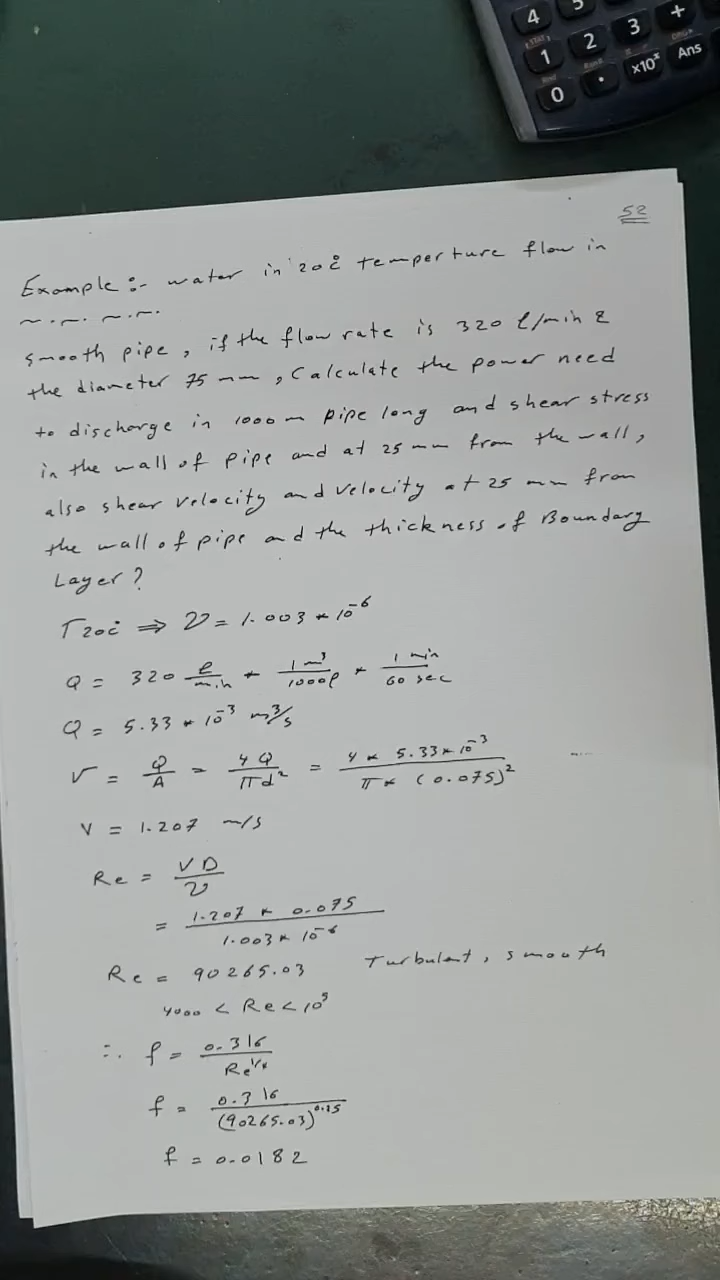 4 5 +
1 2 3 Ans
0 . ×10ˣ
52
Example :- water in 20c° temperture flow in
smooth pipe, if the flow rate is 320 l/min &
the diameter 75 mm, Calculate the power need
to discharge in 1000 m pipe long and shear stress
in the wall of pipe and at 25 mm from the wall,
also shear velocity and velocity at 25 mm from
the wall of pipe and the thickness of Boundary
Layer?
T20c° ⇒ ν = 1.003 * 10^-6
Q = 320 l/min * 1 m³/1000l * 1 min/60 sec
Q = 5.33 * 10^-3 m³/s
V = Q/A = 4Q/πd² = 4 * 5.33 * 10^-3 / π * (0.075)²
V = 1.207 m/s
Re = VD/ν
= 1.207 * 0.075 / 1.003 * 10^-6
Re = 90265.03 Turbulent, smooth
4000 < Re < 10^5
∴ f = 0.316 / Re^1/4
f = 0.316 / (90265.03)^0.25
f = 0.0182